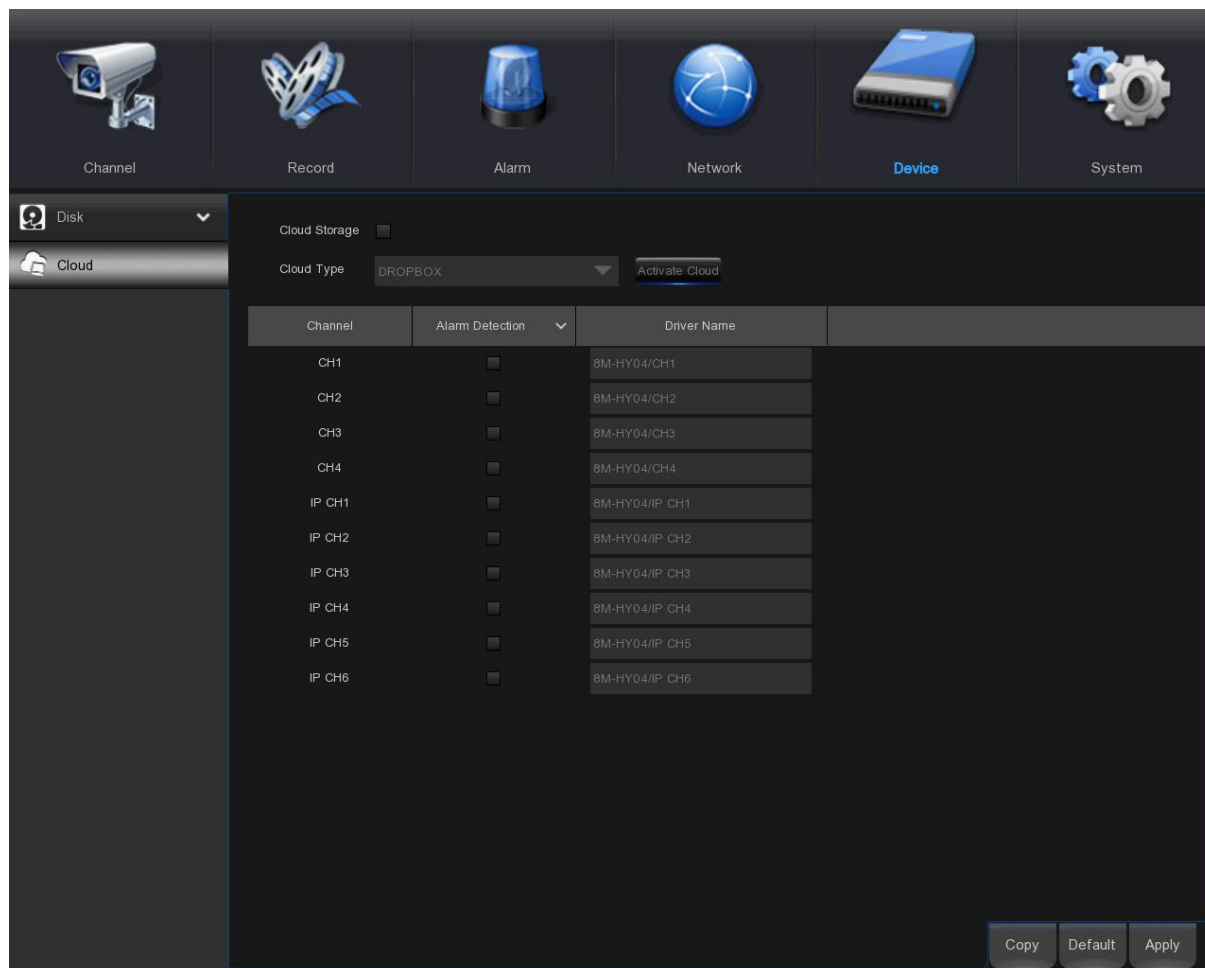 Channel Record Alarm Network Device System
Disk
Cloud
Cloud Storage
Cloud Type DROPBOX Activate Cloud
Channel Alarm Detection Driver Name
CH1 8M-HY04/CH1
CH2 8M-HY04/CH2
CH3 8M-HY04/CH3
CH4 8M-HY04/CH4
IP CH1 8M-HY04/IP CH1
IP CH2 8M-HY04/IP CH2
IP CH3 8M-HY04/IP CH3
IP CH4 8M-HY04/IP CH4
IP CH5 8M-HY04/IP CH5
IP CH6 8M-HY04/IP CH6
Copy Default Apply